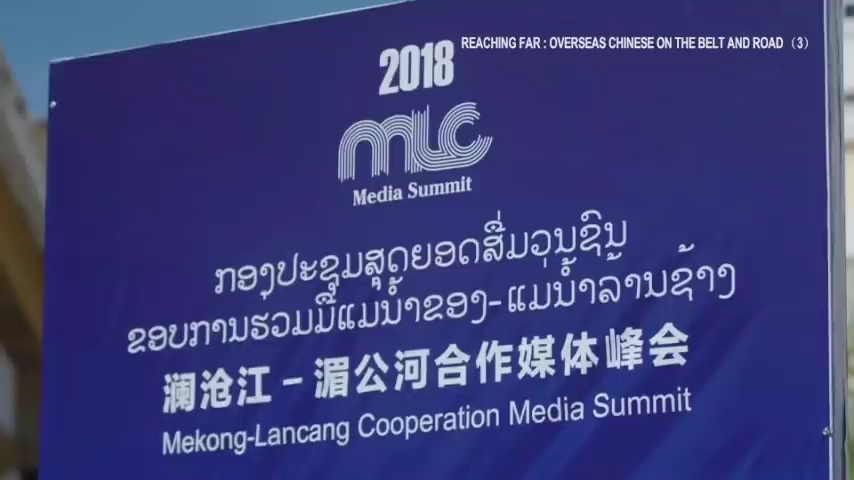 REACHING FAR : OVERSEAS CHINESE ON THE BELT AND ROAD （3）
2018
MLC
Media Summit
ກອງປະຊຸມສຸດຍອດສື່ມວນຊົນ
ຂອບການຮ່ວມມືແມ່ນ້ຳຂອງ-ແມ່ນ້ຳລ້ານຊ້າງ
澜沧江－湄公河合作媒体峰会
Mekong-Lancang Cooperation Media Summit